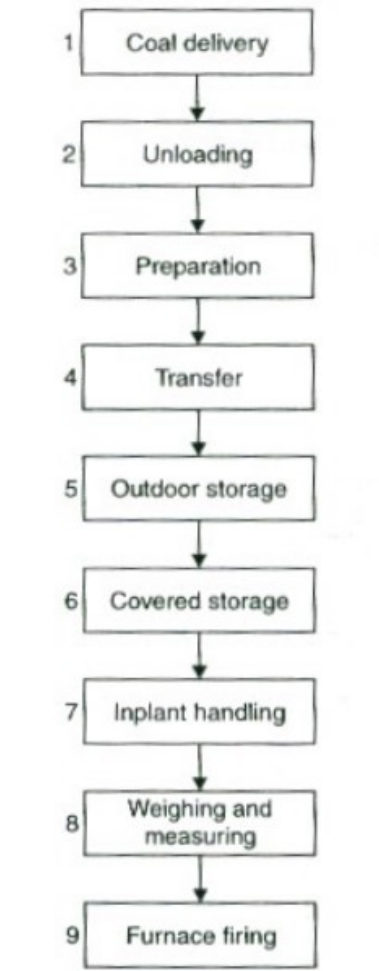 1 Coal delivery
2 Unloading
3 Preparation
4 Transfer
5 Outdoor storage
6 Covered storage
7 Inplant handling
8 Weighing and
measuring
9 Furnace firing